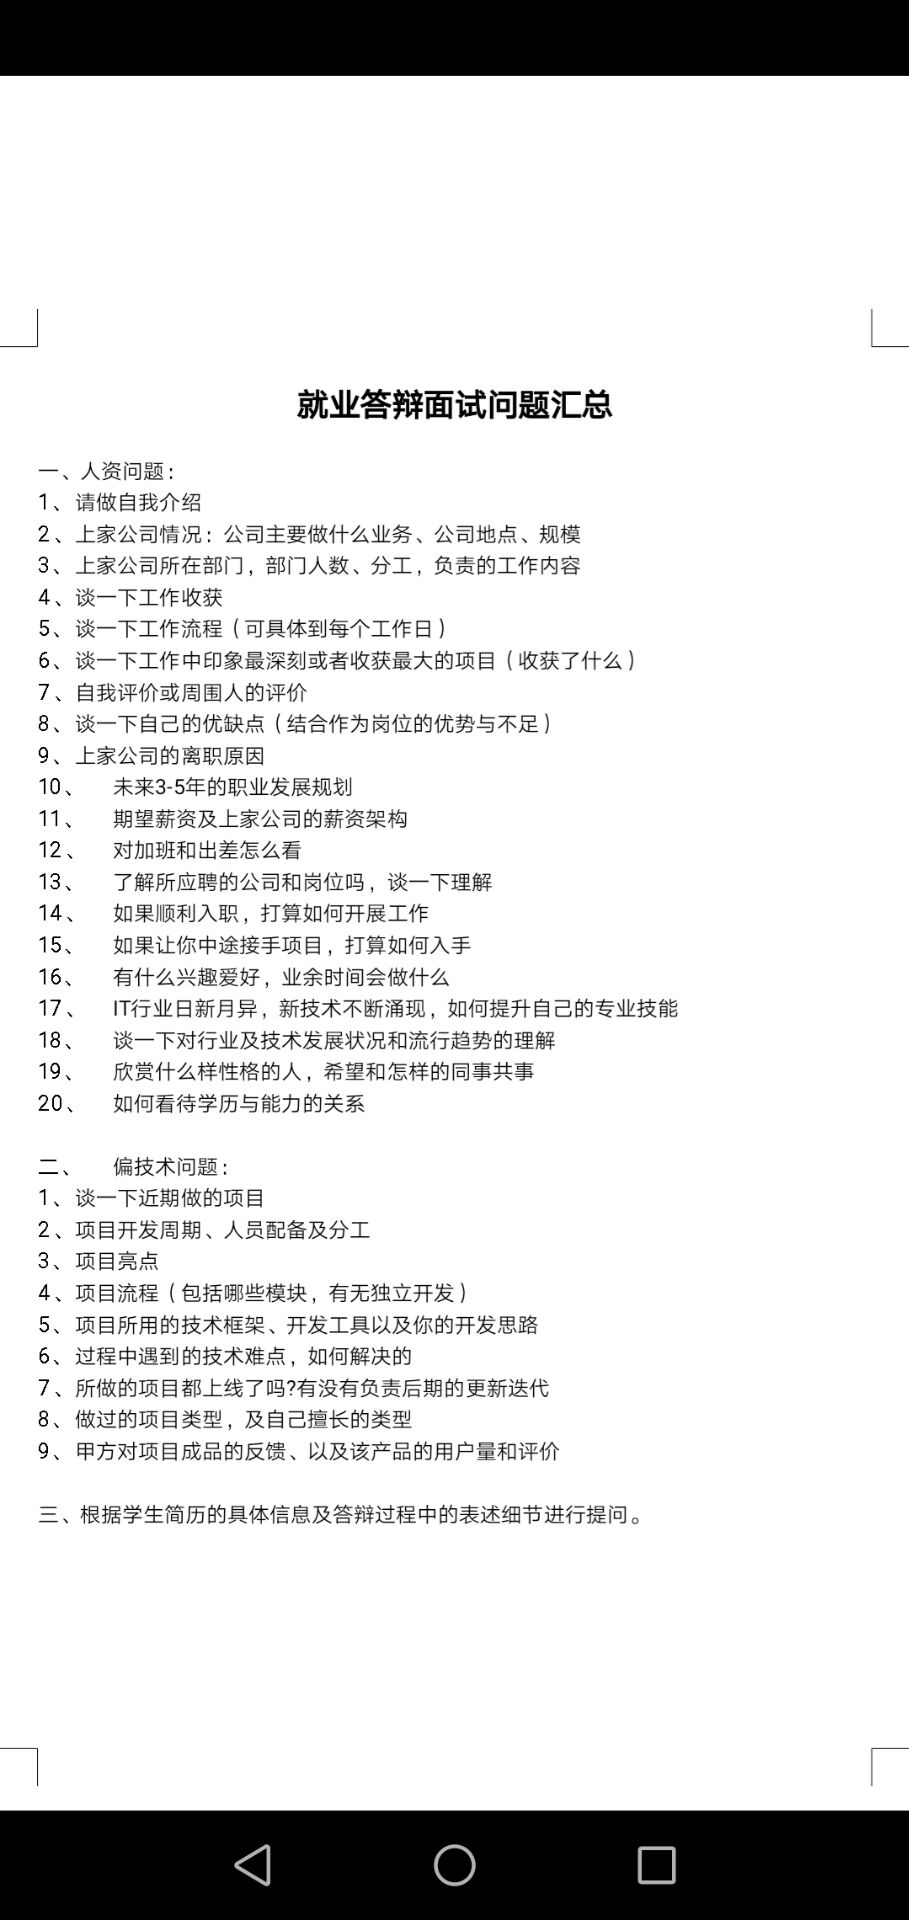 就业答辩面试问题汇总
一、人资问题：
1、请做自我介绍
2、上家公司情况：公司主要做什么业务、公司地点、规模
3、上家公司所在部门，部门人数、分工，负责的工作内容
4、谈一下工作收获
5、谈一下工作流程（可具体到每个工作日）
6、谈一下工作中印象最深刻或者收获最大的项目（收获了什么）
7、自我评价或周围人的评价
8、谈一下自己的优缺点（结合作为岗位的优势与不足）
9、上家公司的离职原因
10、 未来3-5年的职业发展规划
11、 期望薪资及上家公司的薪资架构
12、 对加班和出差怎么看
13、 了解所应聘的公司和岗位吗，谈一下理解
14、 如果顺利入职，打算如何开展工作
15、 如果让你中途接手项目，打算如何入手
16、 有什么兴趣爱好，业余时间会做什么
17、 IT行业日新月异，新技术不断涌现，如何提升自己的专业技能
18、 谈一下对行业及技术发展状况和流行趋势的理解
19、 欣赏什么样性格的人，希望和怎样的同事共事
20、 如何看待学历与能力的关系
二、 偏技术问题：
1、谈一下近期做的项目
2、项目开发周期、人员配备及分工
3、项目亮点
4、项目流程（包括哪些模块，有无独立开发）
5、项目所用的技术框架、开发工具以及你的开发思路
6、过程中遇到的技术难点，如何解决的
7、所做的项目都上线了吗?有没有负责后期的更新迭代
8、做过的项目类型，及自己擅长的类型
9、甲方对项目成品的反馈、以及该产品的用户量和评价
三、根据学生简历的具体信息及答辩过程中的表述细节进行提问。